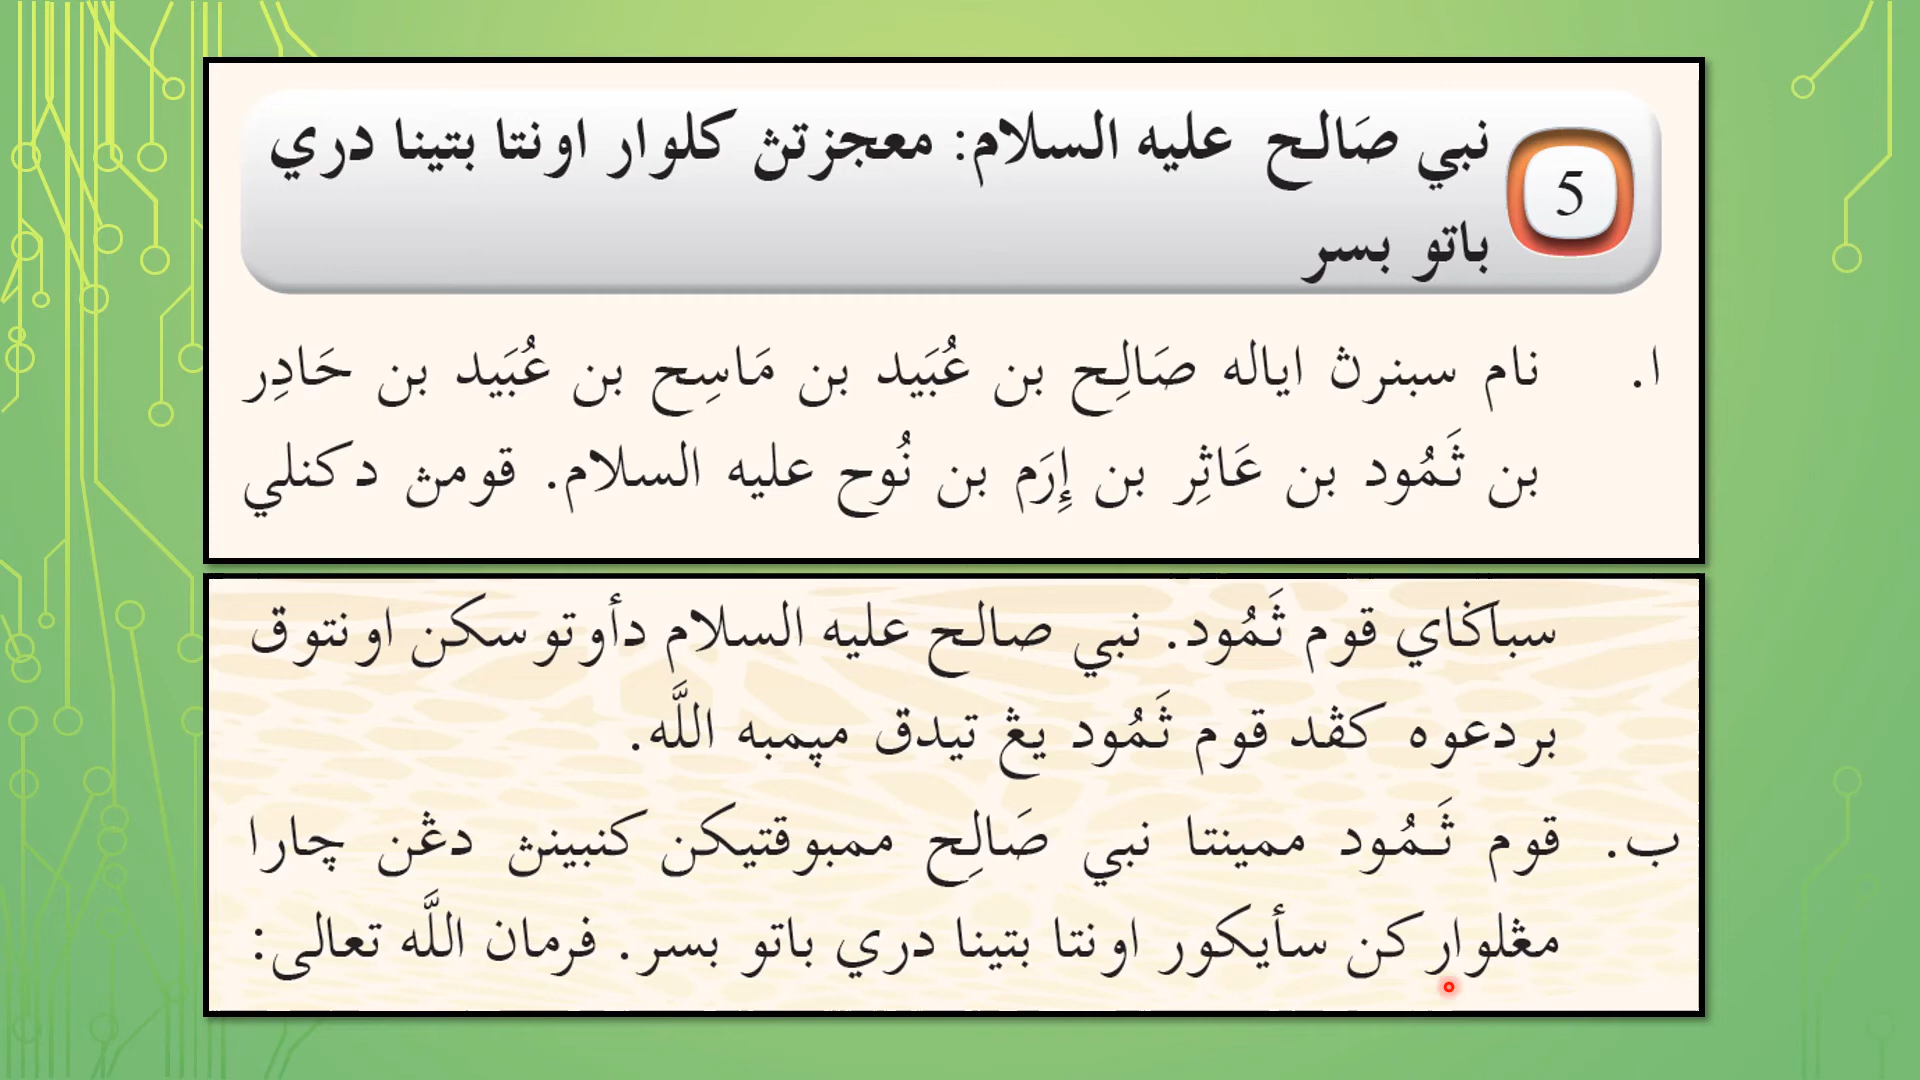 5
نبي صَالح عليه السلام: معجزتڽ كلوار اونتا بتينا دري
باتو بسر
ا. نام سبنرڽ اياله صَالِح بن عُبَيد بن مَاسِح بن عُبَيد بن حَادِر
بن ثَمُود بن عَاثِر بن إِرَم بن نُوح عليه السلام. قومڽ دكنلي
سباݢاي قوم ثَمُود. نبي صالح عليه السلام دأوتوسكن اونتوق
بردعوه كڤد قوم ثَمُود يڠ تيدق مڽمبه اللَّه.
ب. قوم ثَمُود ممينتا نبي صَالِح ممبوقتيكن كنبينڽ دڠن چارا
مڠلواركن سأيكور اونتا بتينا دري باتو بسر. فرمان اللَّه تعالى: